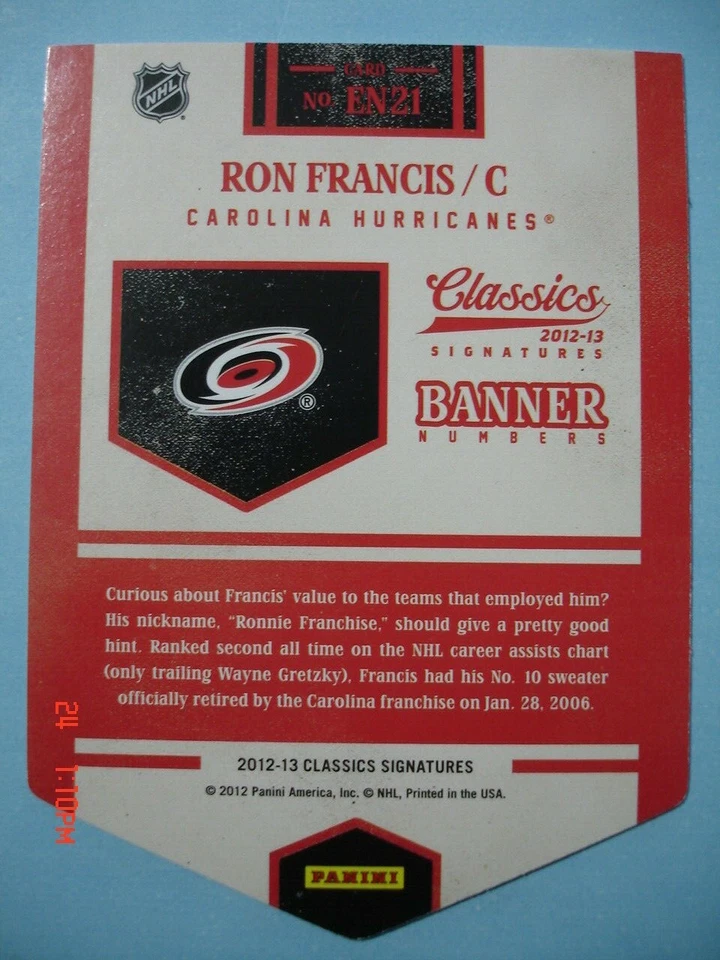 NHL
CARD
NO. EN21
RON FRANCIS / C
CAROLINA HURRICANES®
®
Classics
2012-13
SIGNATURES
BANNER
NUMBERS
Curious about Francis' value to the teams that employed him?
His nickname, "Ronnie Franchise," should give a pretty good
hint. Ranked second all time on the NHL career assists chart
(only trailing Wayne Gretzky), Francis had his No. 10 sweater
officially retired by the Carolina franchise on Jan. 28, 2006.
2012-13 CLASSICS SIGNATURES
© 2012 Panini America, Inc. © NHL, Printed in the USA.
PANINI
24 1:10PM